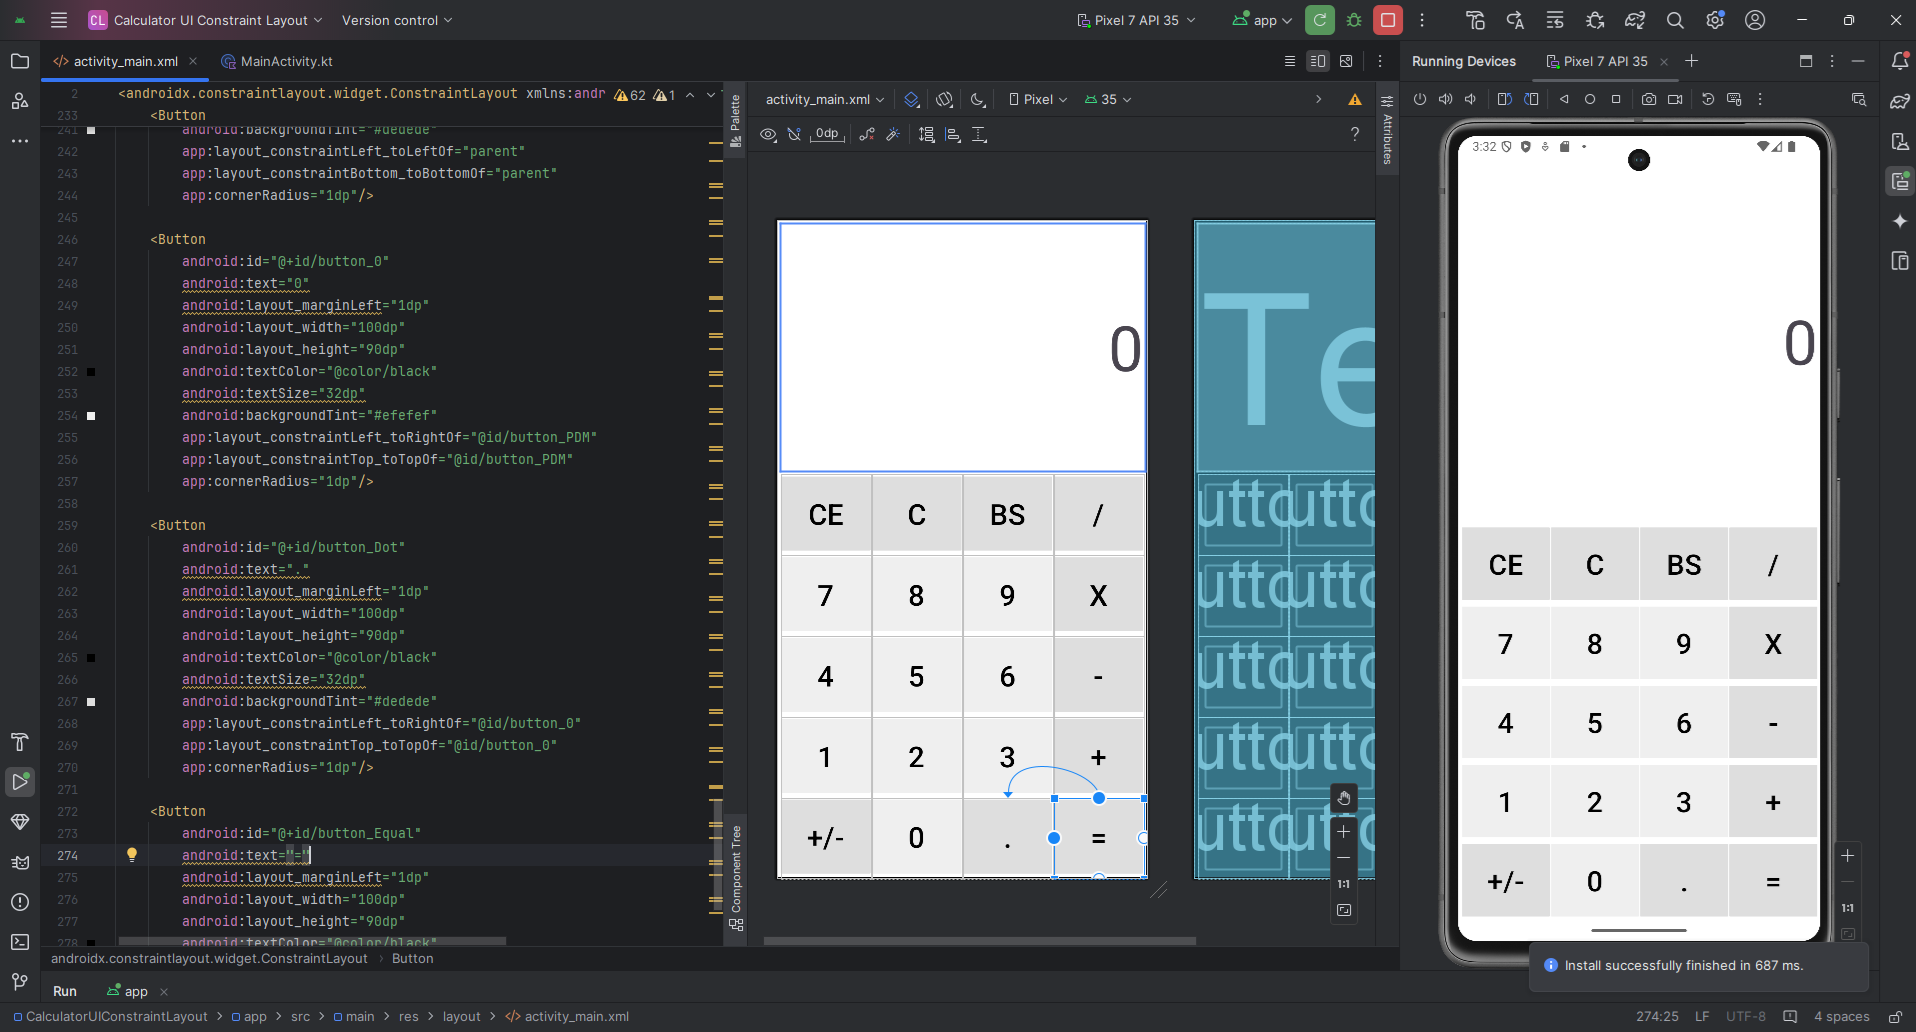 CL Calculator UI Constraint Layout Version control Pixel 7 API 35 app
activity_main.xml MainActivity.kt
2 <androidx.constraintlayout.widget.ConstraintLayout xmlns:andr 62 1
233 <Button
241 android:backgroundTint="#dedede"
242 app:layout_constraintLeft_toLeftOf="parent"
243 app:layout_constraintBottom_toBottomOf="parent"
244 app:cornerRadius="1dp"/>
245
246 <Button
247 android:id="@+id/button_0"
248 android:text="0"
249 android:layout_marginLeft="1dp"
250 android:layout_width="100dp"
251 android:layout_height="90dp"
252 android:textColor="@color/black"
253 android:textSize="32dp"
254 android:backgroundTint="#efefef"
255 app:layout_constraintLeft_toRightOf="@id/button_PDM"
256 app:layout_constraintTop_toTopOf="@id/button_PDM"
257 app:cornerRadius="1dp"/>
258
259 <Button
260 android:id="@+id/button_Dot"
261 android:text="."
262 android:layout_marginLeft="1dp"
263 android:layout_width="100dp"
264 android:layout_height="90dp"
265 android:textColor="@color/black"
266 android:textSize="32dp"
267 android:backgroundTint="#dedede"
268 app:layout_constraintLeft_toRightOf="@id/button_0"
269 app:layout_constraintTop_toTopOf="@id/button_0"
270 app:cornerRadius="1dp"/>
271
272 <Button
273 android:id="@+id/button_Equal"
274 android:text="="
275 android:layout_marginLeft="1dp"
276 android:layout_width="100dp"
277 android:layout_height="90dp"
278 android:textColor="@color/black"
androidx.constraintlayout.widget.ConstraintLayout > Button
Palette
Component Tree
activity_main.xml Pixel 35
0dp ?
Attributes
0
CE C BS /
7 8 9 X
4 5 6 -
1 2 3 +
+/- 0 . =
Te
utto utto
utto utto
utto utto
utto utto
utto utto
1:1
Running Devices Pixel 7 API 35
3:32
0
CE C BS /
7 8 9 X
4 5 6 -
1 2 3 +
+/- 0 . =
1:1
Install successfully finished in 687 ms.
Run app
CalculatorUIConstraintLayout > app > src > main > res > layout > activity_main.xml 274:25 LF UTF-8 4 spaces